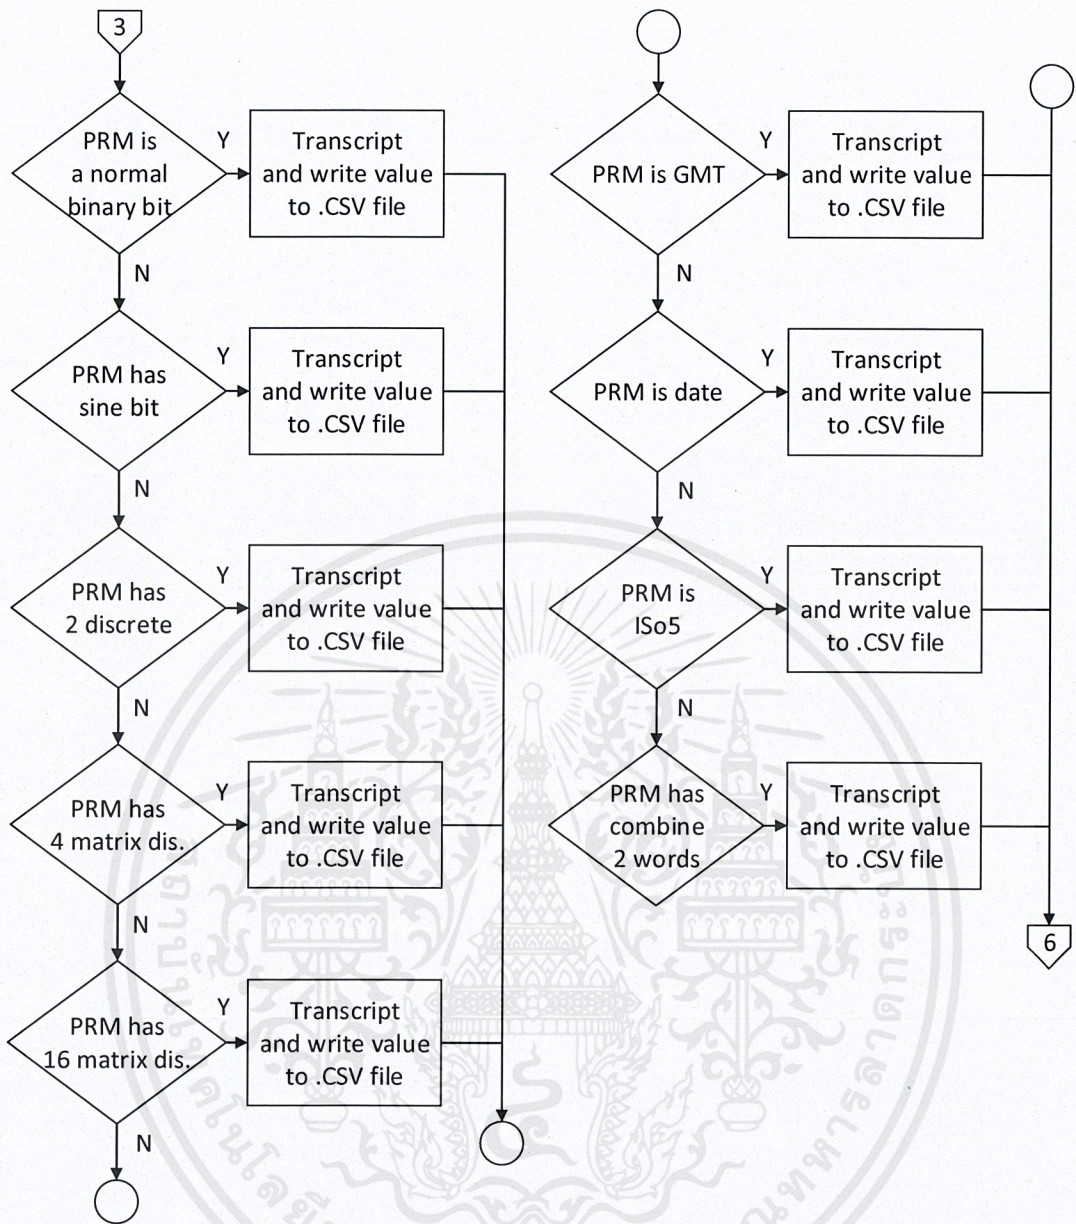 3
PRM is
a normal
binary bit
Y
Transcript
and write value
to .CSV file
N
PRM has
sine bit
Y
Transcript
and write value
to .CSV file
N
PRM has
2 discrete
Y
Transcript
and write value
to .CSV file
N
PRM has
4 matrix dis.
Y
Transcript
and write value
to .CSV file
N
PRM has
16 matrix dis.
Y
Transcript
and write value
to .CSV file
N
PRM is GMT
Y
Transcript
and write value
to .CSV file
N
PRM is date
Y
Transcript
and write value
to .CSV file
N
PRM is
ISo5
Y
Transcript
and write value
to .CSV file
N
PRM has
combine
2 words
Y
Transcript
and write value
to .CSV file
6